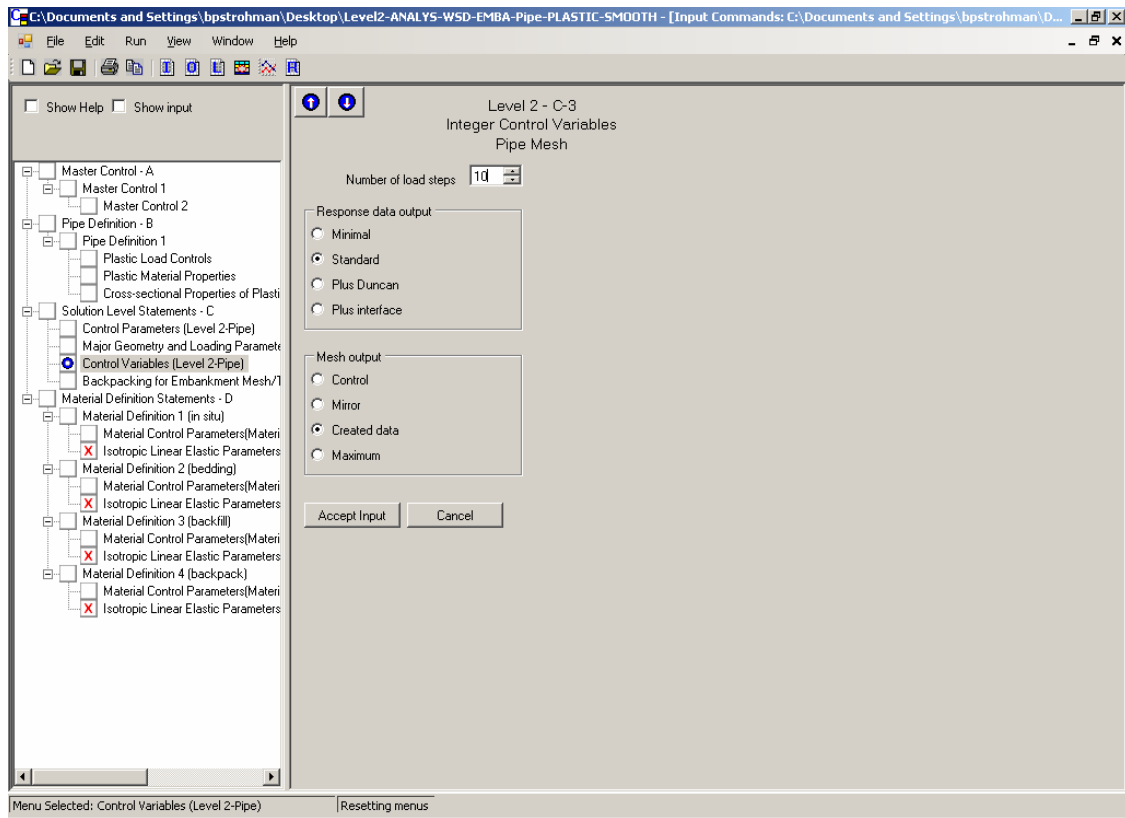 C:\Documents and Settings\bpstrohman\Desktop\Level2-ANALYS-WSD-EMBA-Pipe-PLASTIC-SMOOTH - [Input Commands: C:\Documents and Settings\bpstrohman\D...
File Edit Run View Window Help
Show Help Show input
Master Control - A
Master Control 1
Master Control 2
Pipe Definition - B
Pipe Definition 1
Plastic Load Controls
Plastic Material Properties
Cross-sectional Properties of Plasti
Solution Level Statements - C
Control Parameters (Level 2-Pipe)
Major Geometry and Loading Paramete
Control Variables (Level 2-Pipe)
Backpacking for Embankment Mesh/T
Material Definition Statements - D
Material Definition 1 (in situ)
Material Control Parameters(Materi
X Isotropic Linear Elastic Parameters
Material Definition 2 (bedding)
Material Control Parameters(Materi
X Isotropic Linear Elastic Parameters
Material Definition 3 (backfill)
Material Control Parameters(Materi
X Isotropic Linear Elastic Parameters
Material Definition 4 (backpack)
Material Control Parameters(Materi
X Isotropic Linear Elastic Parameters
Level 2 - C-3
Integer Control Variables
Pipe Mesh
Number of load steps 10
Response data output
Minimal
Standard
Plus Duncan
Plus interface
Mesh output
Control
Mirror
Created data
Maximum
Accept Input Cancel
Menu Selected: Control Variables (Level 2-Pipe) Resetting menus